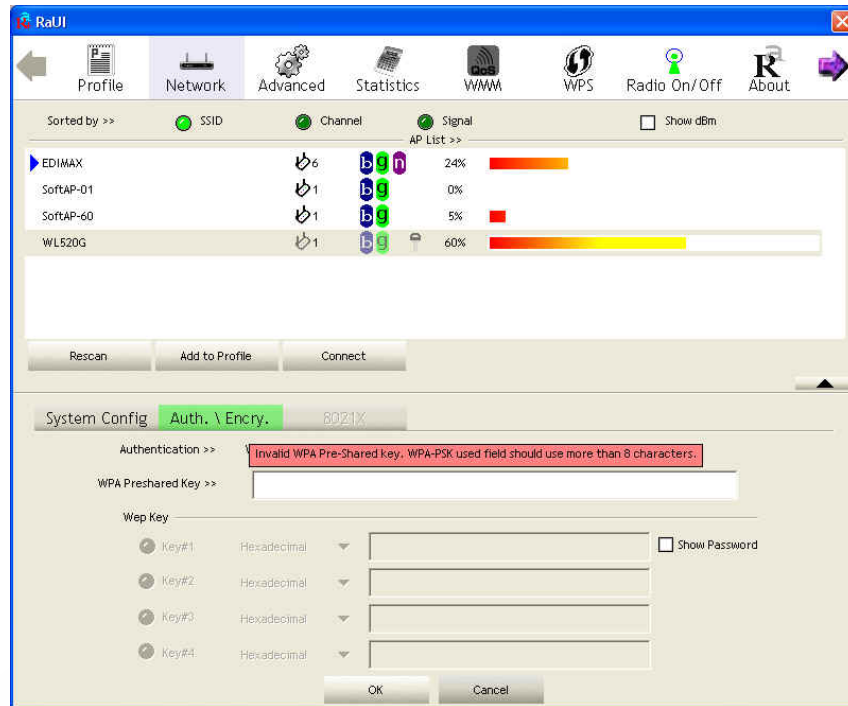 RaUI
Profile Network Advanced Statistics QoS WMM WPS Radio On/Off R a About
Sorted by >> SSID Channel Signal Show dBm
AP List >>
EDIMAX 6 b g n 24%
SoftAP-01 1 b g 0%
SoftAP-60 1 b g 5%
WL520G 1 b g 60%
Rescan Add to Profile Connect
System Config Auth. \ Encry. 8021X
Authentication >>
Invalid WPA Pre-Shared key. WPA-PSK used field should use more than 8 characters.
WPA Preshared Key >>
Wep Key
Key#1 Hexadecimal Show Password
Key#2 Hexadecimal
Key#3 Hexadecimal
Key#4 Hexadecimal
OK Cancel